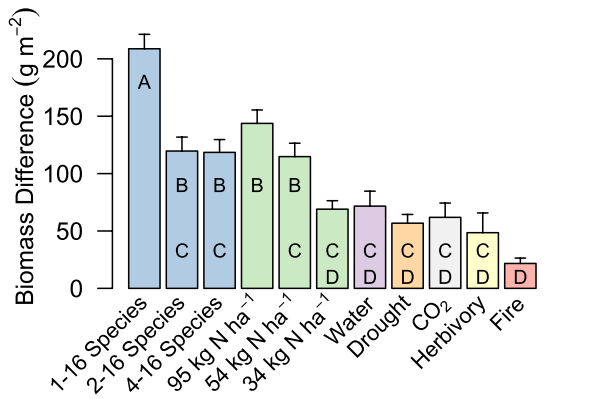 Biomass Difference (g m⁻²)
200
150
100
50
0
A
B
C
B
C
B
B
C
C
D
C
D
C
D
C
D
C
D
D
1-16 Species
2-16 Species
4-16 Species
95 kg N ha⁻¹
54 kg N ha⁻¹
34 kg N ha⁻¹
Water
Drought
CO₂
Herbivory
Fire